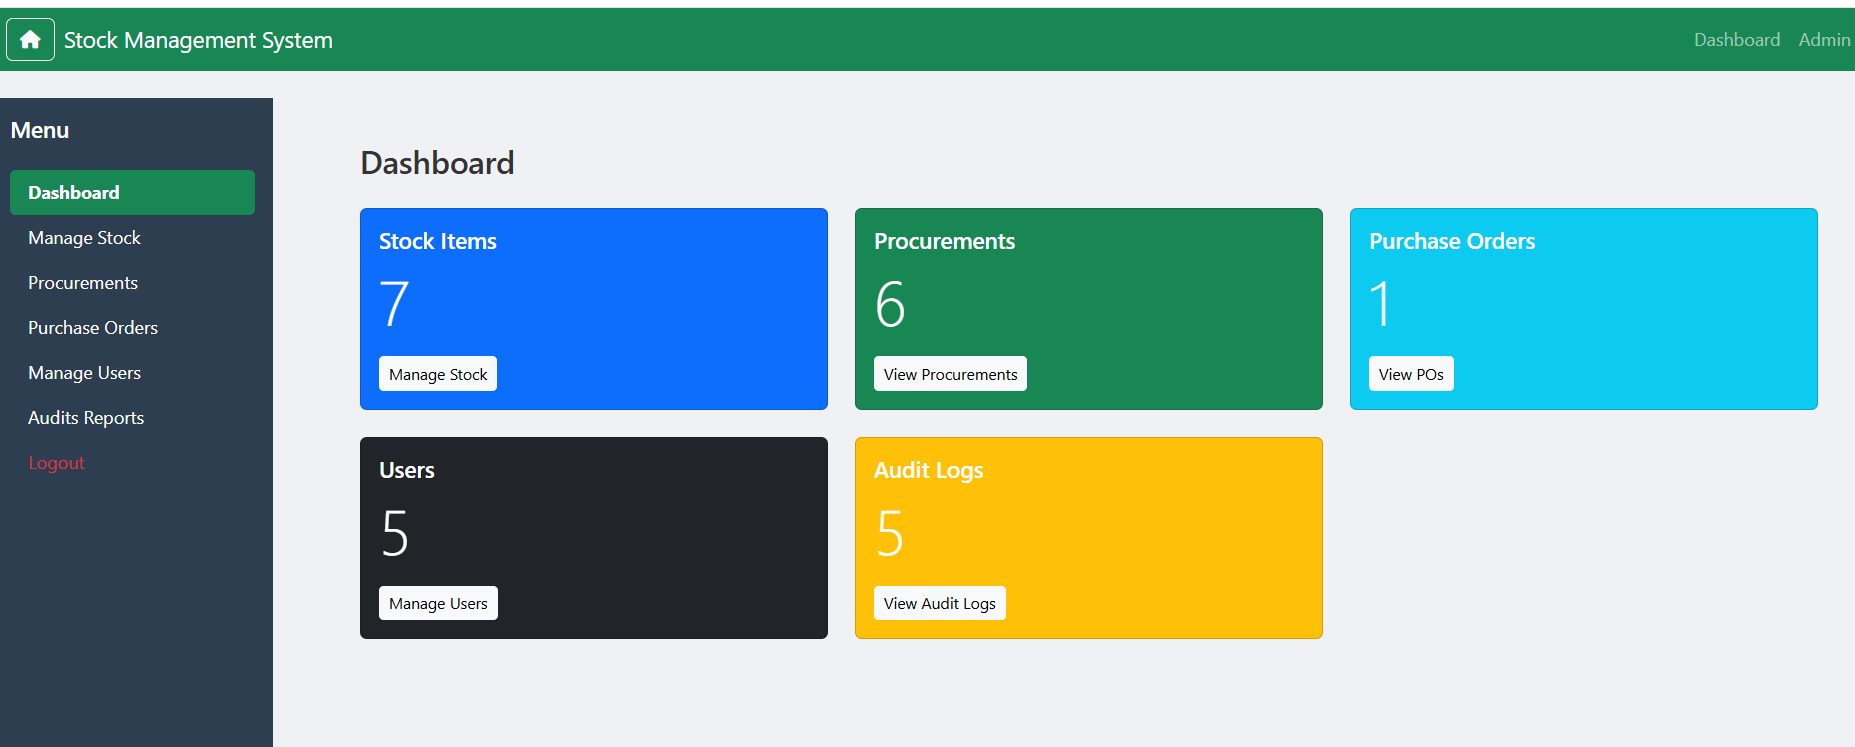 Stock Management System
Dashboard Admin
Menu
Dashboard
Manage Stock
Procurements
Purchase Orders
Manage Users
Audits Reports
Logout
Dashboard
Stock Items
7
Manage Stock
Procurements
6
View Procurements
Purchase Orders
1
View POs
Users
5
Manage Users
Audit Logs
5
View Audit Logs